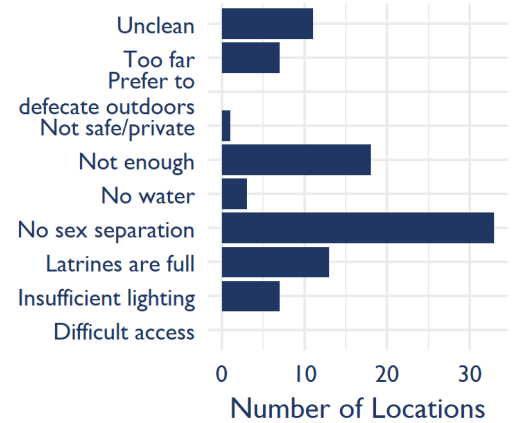 Unclean
Too far
Prefer to
defecate outdoors
Not safe/private
Not enough
No water
No sex separation
Latrines are full
Insufficient lighting
Difficult access
0 10 20 30
Number of Locations